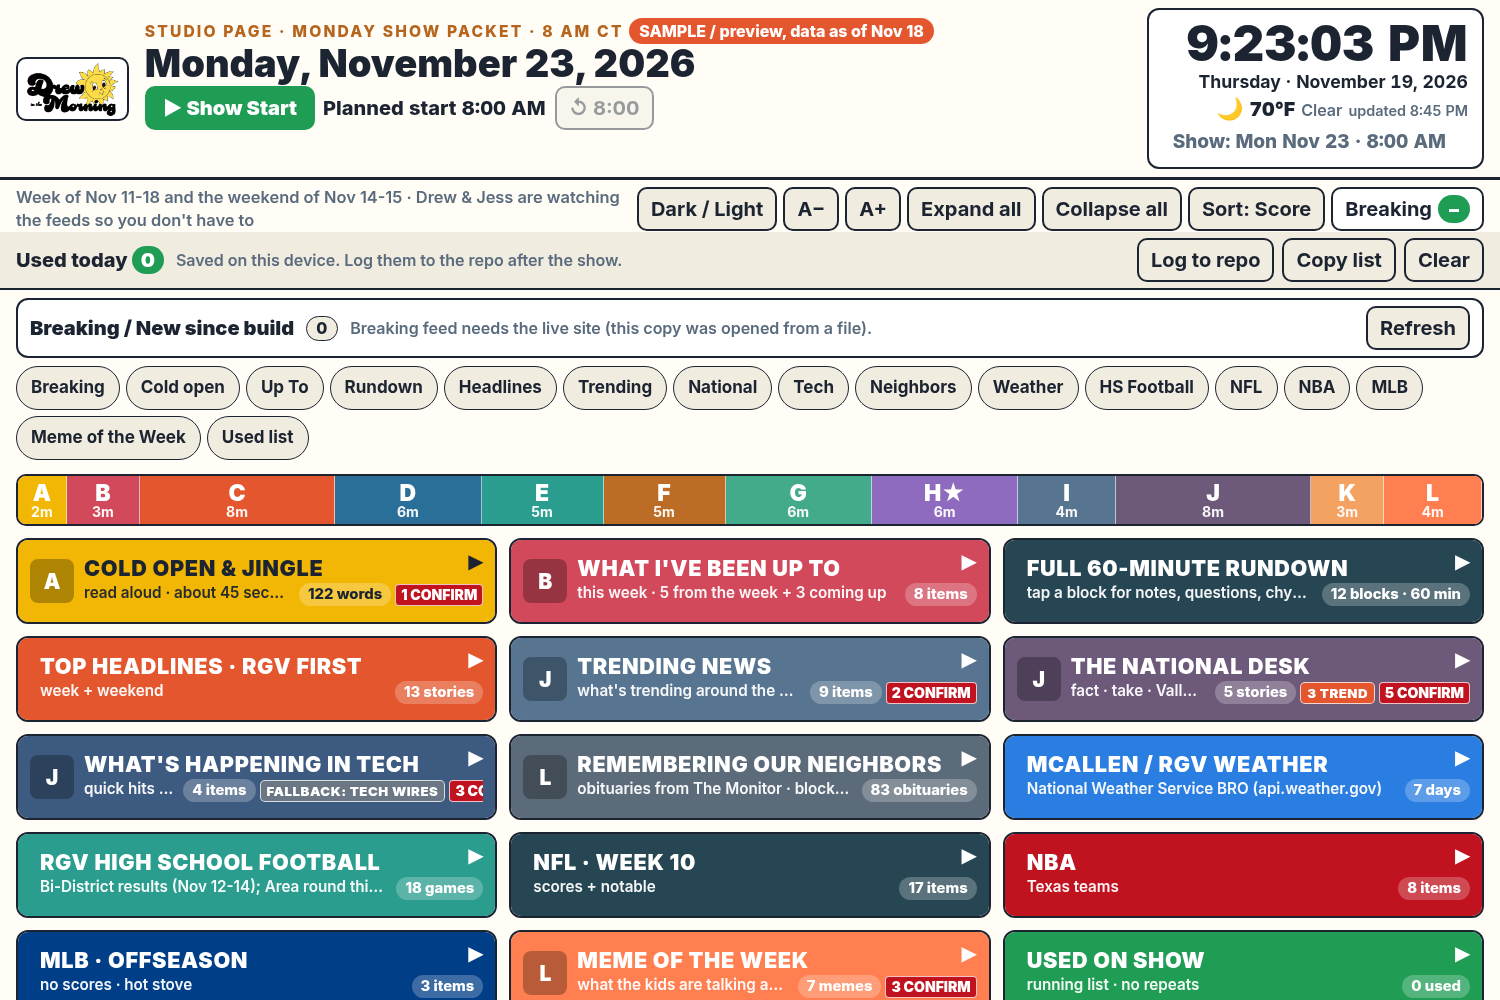 STUDIO PAGE · MONDAY SHOW PACKET · 8 AM CT SAMPLE / preview, data as of Nov 18
Monday, November 23, 2026
Drew in the Morning
▶ Show Start Planned start 8:00 AM ↺ 8:00
9:23:03 PM
Thursday · November 19, 2026
🌙 70°F Clear updated 8:45 PM
Show: Mon Nov 23 · 8:00 AM
Week of Nov 11-18 and the weekend of Nov 14-15 · Drew & Jess are watching
the feeds so you don't have to
Dark / Light A− A+ Expand all Collapse all Sort: Score Breaking –
Used today 0 Saved on this device. Log them to the repo after the show. Log to repo Copy list Clear
Breaking / New since build 0 Breaking feed needs the live site (this copy was opened from a file). Refresh
Breaking Cold open Up To Rundown Headlines Trending National Tech Neighbors Weather HS Football NFL NBA MLB
Meme of the Week Used list
A B C D E F G H★ I J K L
2m 3m 8m 6m 5m 5m 6m 6m 4m 8m 3m 4m
A COLD OPEN & JINGLE ▶
read aloud · about 45 sec... 122 words 1 CONFIRM
B WHAT I'VE BEEN UP TO ▶
this week · 5 from the week + 3 coming up 8 items
FULL 60-MINUTE RUNDOWN ▶
tap a block for notes, questions, chy... 12 blocks · 60 min
TOP HEADLINES · RGV FIRST ▶
week + weekend 13 stories
J TRENDING NEWS ▶
what's trending around the ... 9 items 2 CONFIRM
J THE NATIONAL DESK ▶
fact · take · Vall... 5 stories 3 TREND 5 CONFIRM
J WHAT'S HAPPENING IN TECH ▶
quick hits ... 4 items FALLBACK: TECH WIRES 3 CO
L REMEMBERING OUR NEIGHBORS ▶
obituaries from The Monitor · block... 83 obituaries
MCALLEN / RGV WEATHER ▶
National Weather Service BRO (api.weather.gov) 7 days
RGV HIGH SCHOOL FOOTBALL ▶
Bi-District results (Nov 12-14); Area round thi... 18 games
NFL · WEEK 10 ▶
scores + notable 17 items
NBA ▶
Texas teams 8 items
MLB · OFFSEASON ▶
no scores · hot stove 3 items
L MEME OF THE WEEK ▶
what the kids are talking a... 7 memes 3 CONFIRM
USED ON SHOW ▶
running list · no repeats 0 used